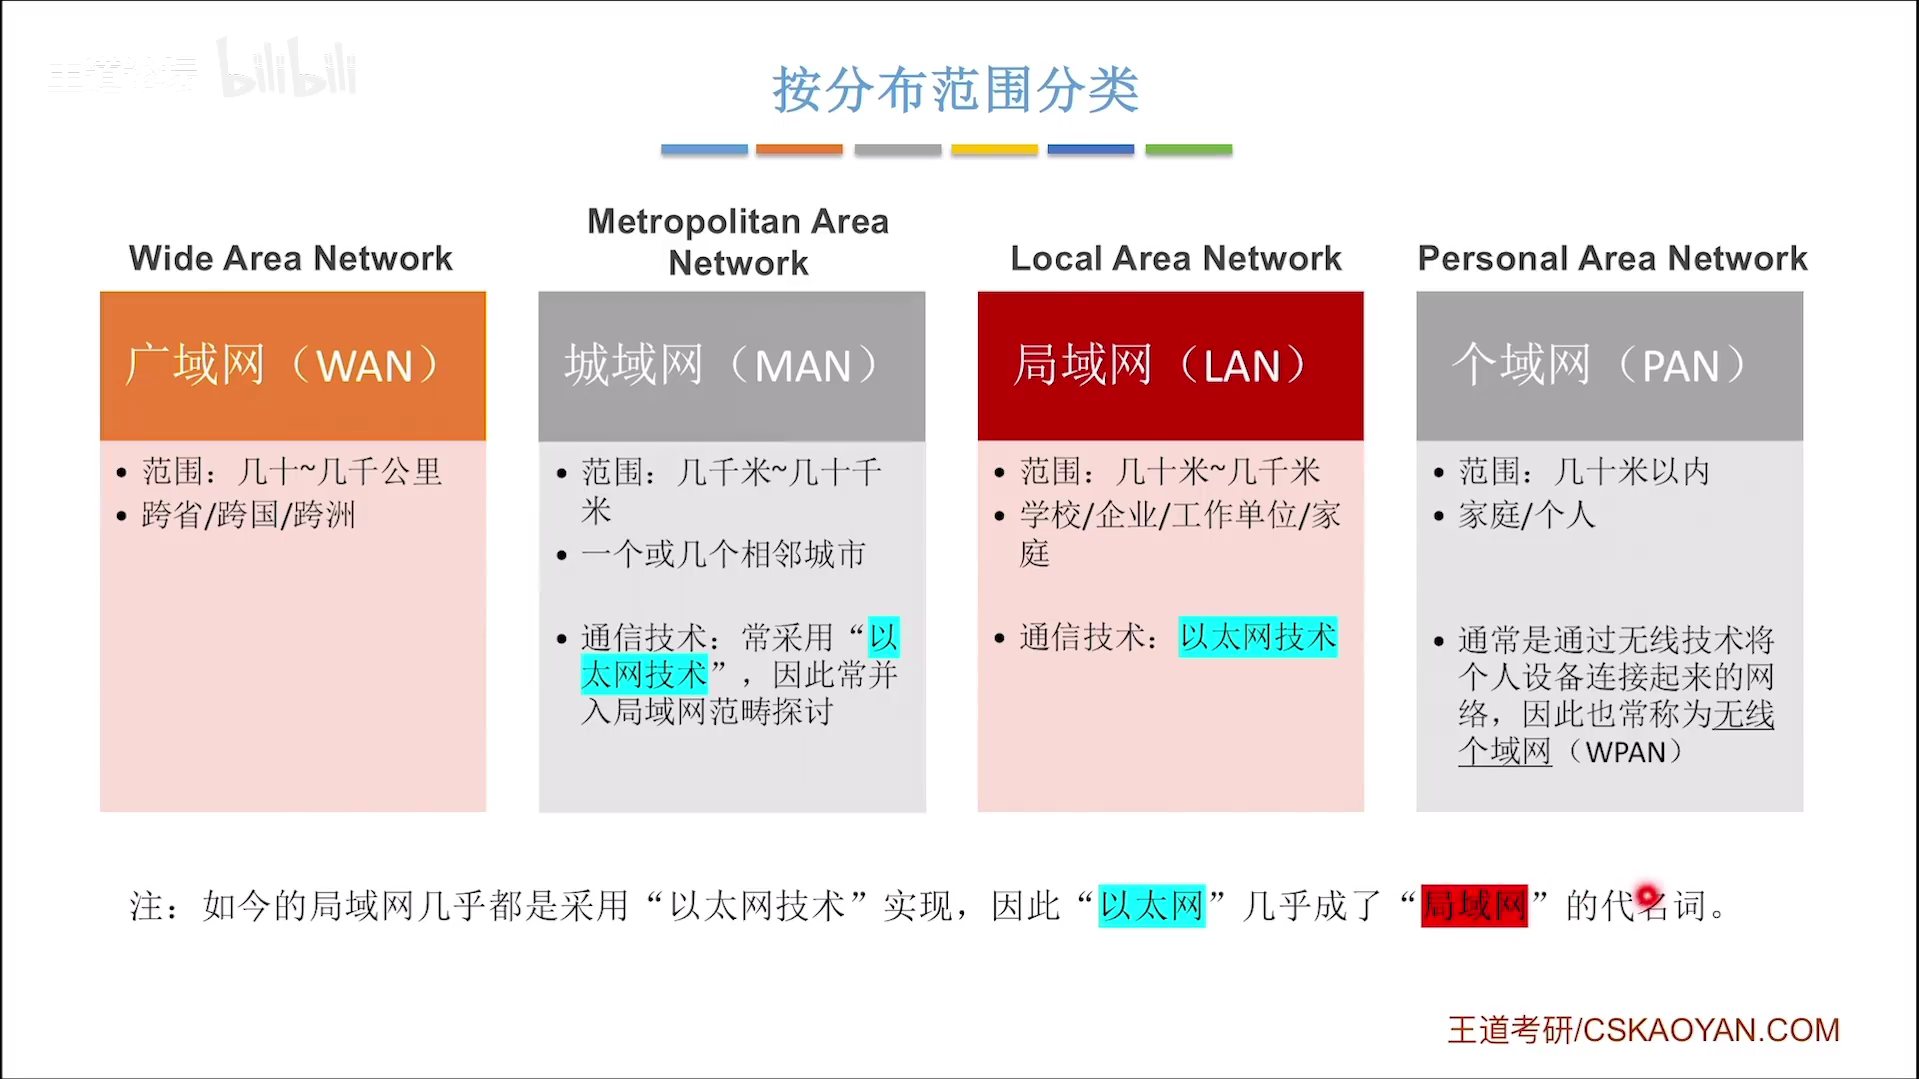 王道论坛 bilibili
按分布范围分类
Wide Area Network
Metropolitan Area
Network
Local Area Network
Personal Area Network
广域网（WAN）
• 范围：几十~几千公里
• 跨省/跨国/跨洲
城域网（MAN）
• 范围：几千米~几十千
米
• 一个或几个相邻城市
• 通信技术：常采用“以
太网技术”，因此常并
入局域网范畴探讨
局域网（LAN）
• 范围：几十米~几千米
• 学校/企业/工作单位/家
庭
• 通信技术：以太网技术
个域网（PAN）
• 范围：几十米以内
• 家庭/个人
• 通常是通过无线技术将
个人设备连接起来的网
络，因此也常称为无线
个域网（WPAN）
注：如今的局域网几乎都是采用“以太网技术”实现，因此“以太网”几乎成了“局域网”的代名词。
王道考研/CSKAOYAN.COM